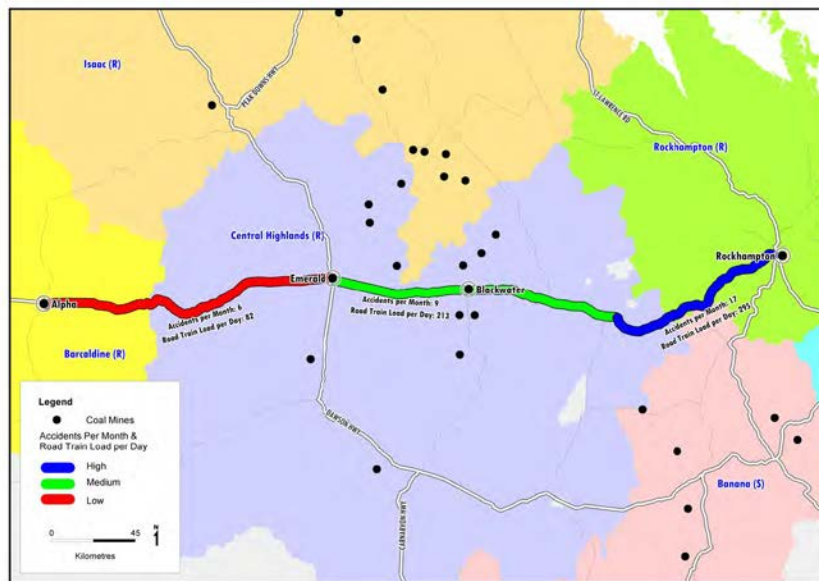 Isaac (R)
PEAK DOWNS HWY
ST LAWRENCE RD
Rockhampton (R)
Central Highlands (R)
Rockhampton
Emerald
Blackwater
Alpha
Accidents per Month: 6
Road Train Load per Day: 82
Accidents per Month: 9
Road Train Load per Day: 213
Accidents per Month: 17
Road Train Load per Day: 295
Barcaldine (R)
DAWSON HWY
CARNARVON HWY
Banana (S)
Legend
Coal Mines
Accidents Per Month &
Road Train Load per Day
High
Medium
Low
0 45
N
Kilometres